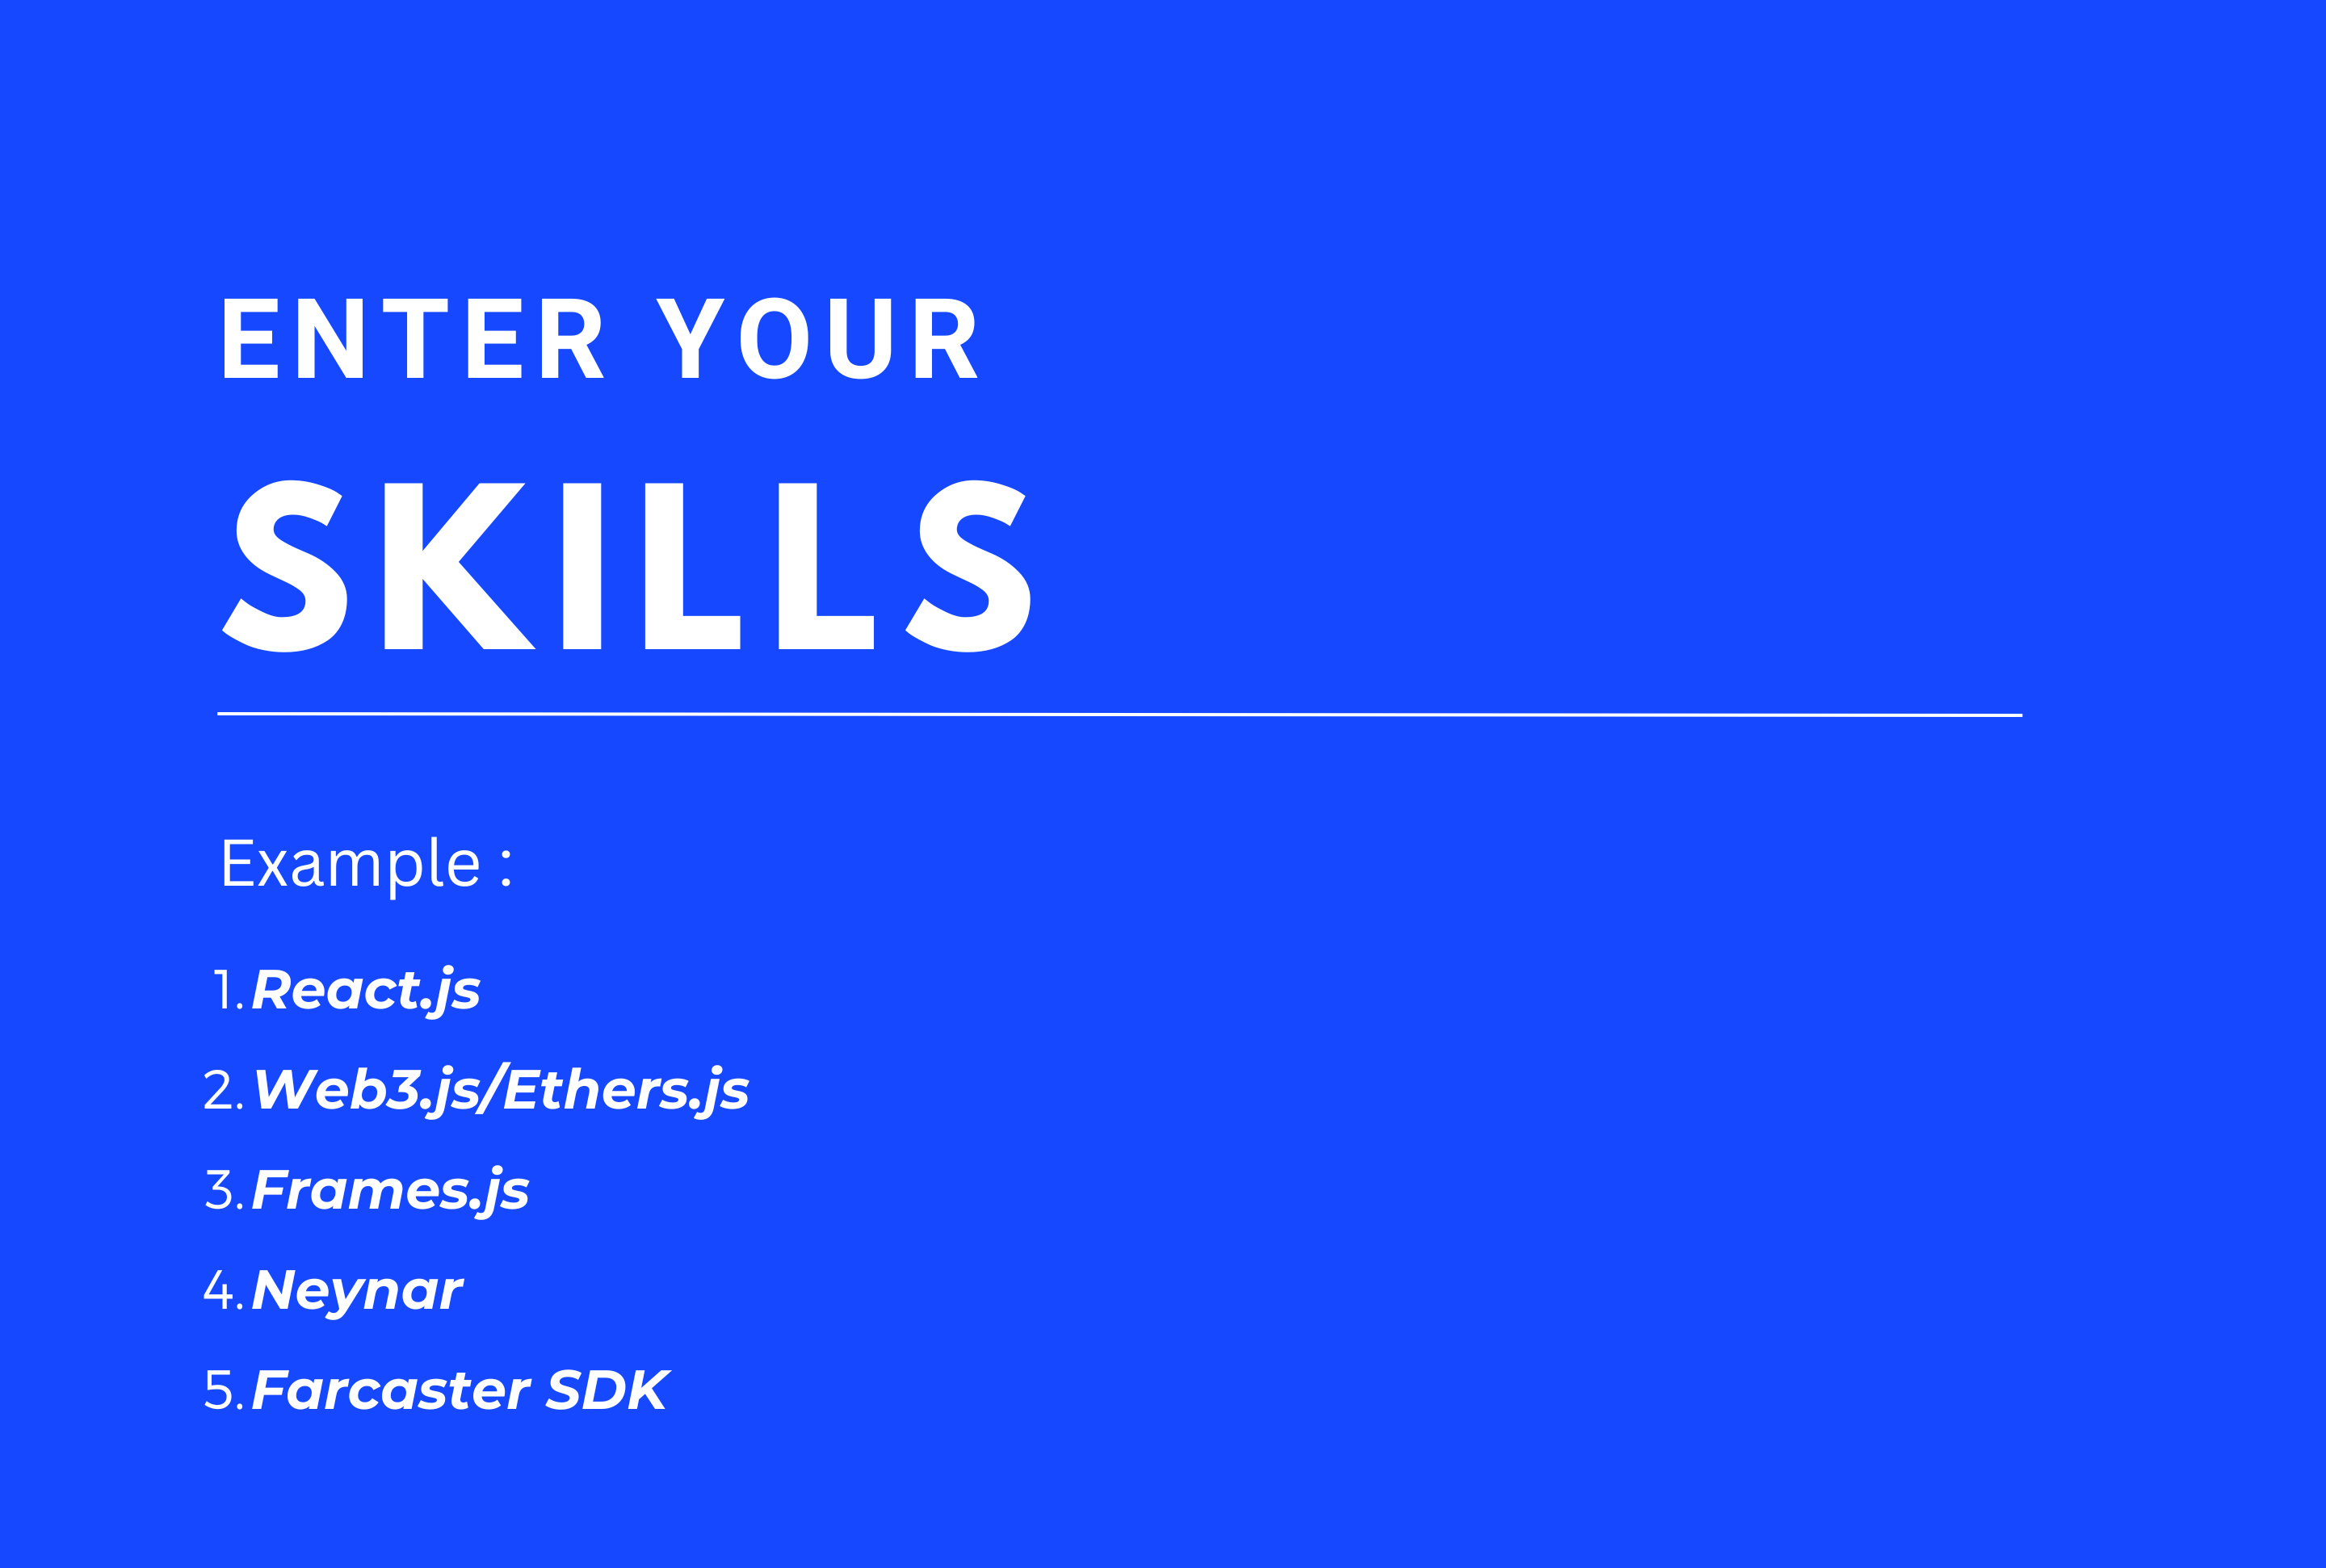 ENTER YOUR
SKILLS
Example :
1. React.js
2. Web3.js/Ethers.js
3. Frames.js
4. Neynar
5. Farcaster SDK